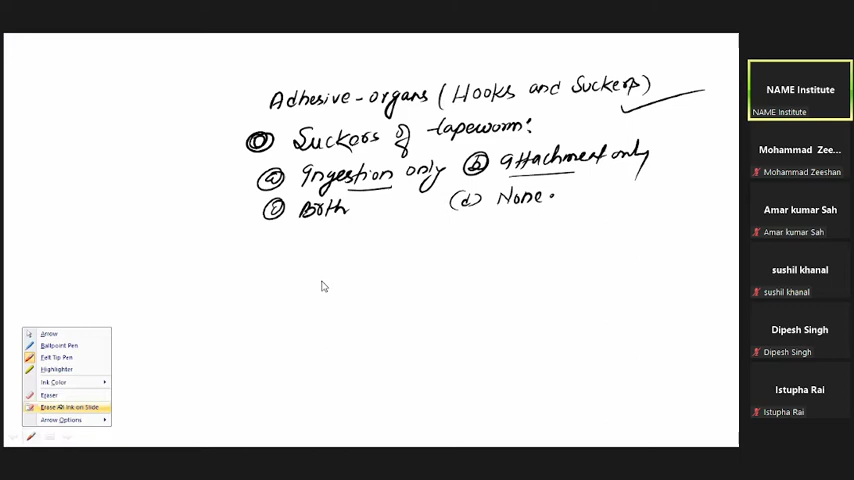 Adhesive-organs (Hooks and Suckers)
Suckers of tapeworm:
(a) Ingestion only (b) attachment only
(c) Both (d) None.
Arrow
Ballpoint Pen
Felt Tip Pen
Highlighter
Ink Color
Eraser
Erase All Ink on Slide
Arrow Options
NAME Institute
NAME Institute
Mohammad Zee...
Mohammad Zeeshan
Amar kumar Sah
Amar kumar Sah
sushil khanal
sushil khanal
Dipesh Singh
Dipesh Singh
Istupha Rai
Istupha Rai